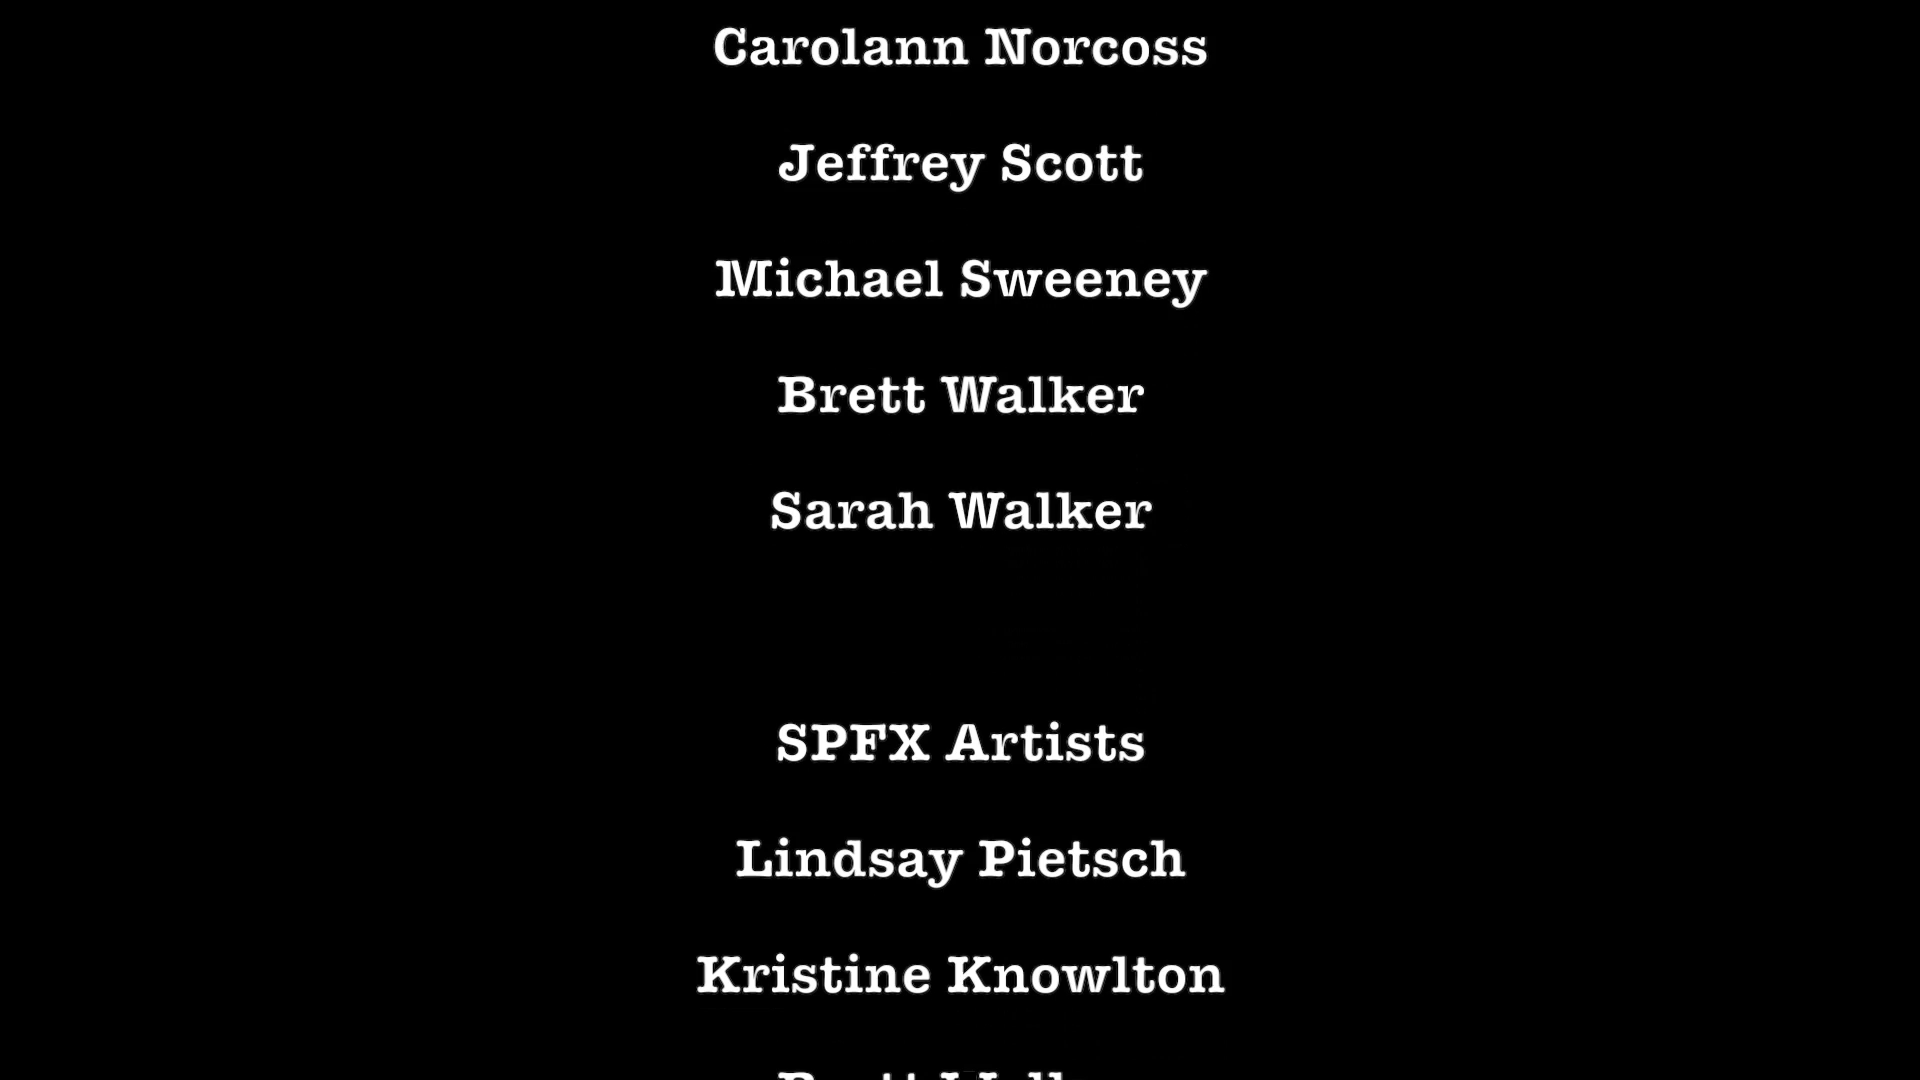 Carolann Norcoss
Jeffrey Scott
Michael Sweeney
Brett Walker
Sarah Walker
SPFX Artists
Lindsay Pietsch
Kristine Knowlton